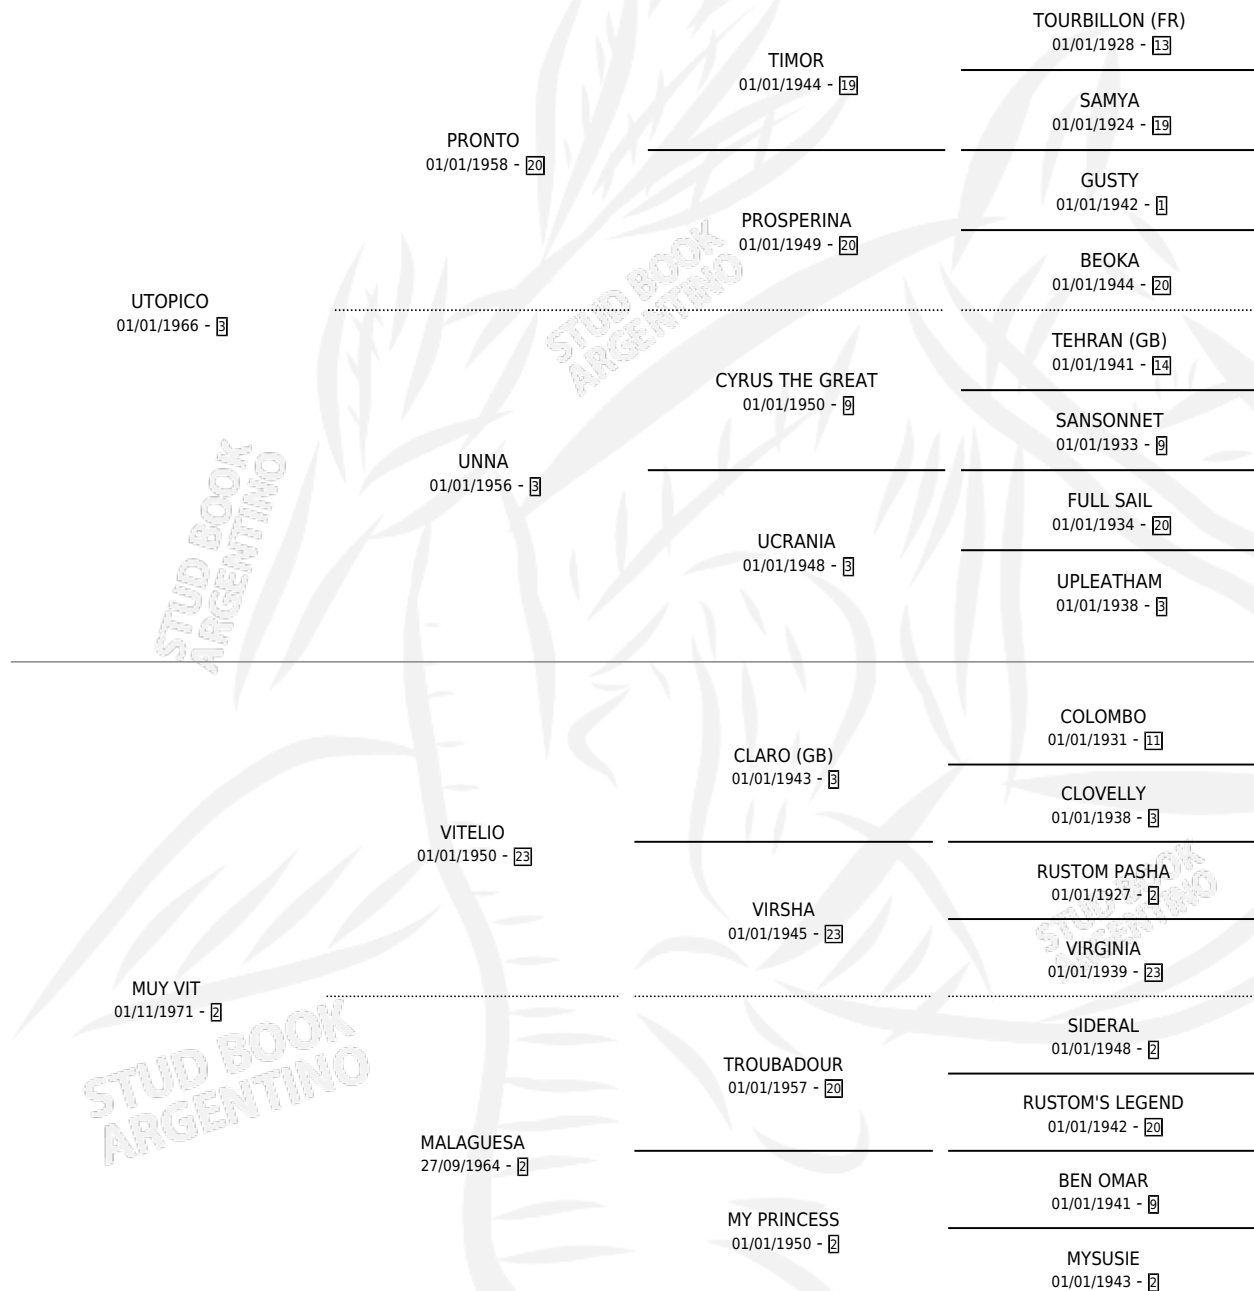 TOURBILLON (FR)
01/01/1928 - 13
TIMOR
01/01/1944 - 19
SAMYA
01/01/1924 - 19
PRONTO
01/01/1958 - 20
GUSTY
01/01/1942 - 1
PROSPERINA
01/01/1949 - 20
BEOKA
01/01/1944 - 20
UTOPICO
01/01/1966 - 3
TEHRAN (GB)
01/01/1941 - 14
CYRUS THE GREAT
01/01/1950 - 9
SANSONNET
01/01/1933 - 9
UNNA
01/01/1956 - 3
FULL SAIL
01/01/1934 - 20
UCRANIA
01/01/1948 - 3
UPLEATHAM
01/01/1938 - 3
COLOMBO
01/01/1931 - 11
CLARO (GB)
01/01/1943 - 3
CLOVELLY
01/01/1938 - 3
VITELIO
01/01/1950 - 23
RUSTOM PASHA
01/01/1927 - 2
VIRSHA
01/01/1945 - 23
VIRGINIA
01/01/1939 - 23
MUY VIT
01/11/1971 - 2
SIDERAL
01/01/1948 - 2
TROUBADOUR
01/01/1957 - 20
RUSTOM'S LEGEND
01/01/1942 - 20
MALAGUESA
27/09/1964 - 2
BEN OMAR
01/01/1941 - 9
MY PRINCESS
01/01/1950 - 2
MYSUSIE
01/01/1943 - 2
STUD BOOK
ARGENTINO
STUD BOOK
ARGENTINO
STUD BOOK
ARGENTINO
STUD BOOK
ARGENTINO